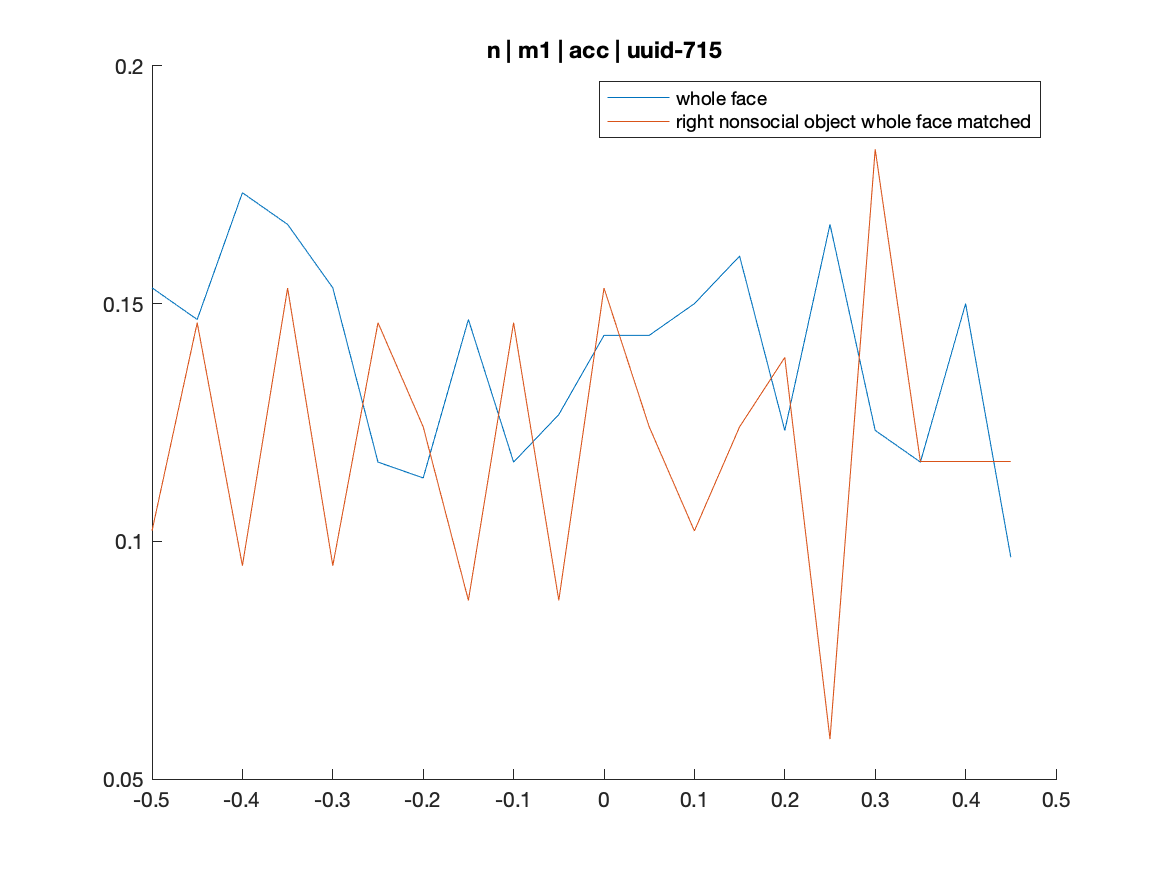 n | m1 | acc | uuid-715
whole face
right nonsocial object whole face matched
0.2
0.15
0.1
0.05
-0.5 -0.4 -0.3 -0.2 -0.1 0 0.1 0.2 0.3 0.4 0.5